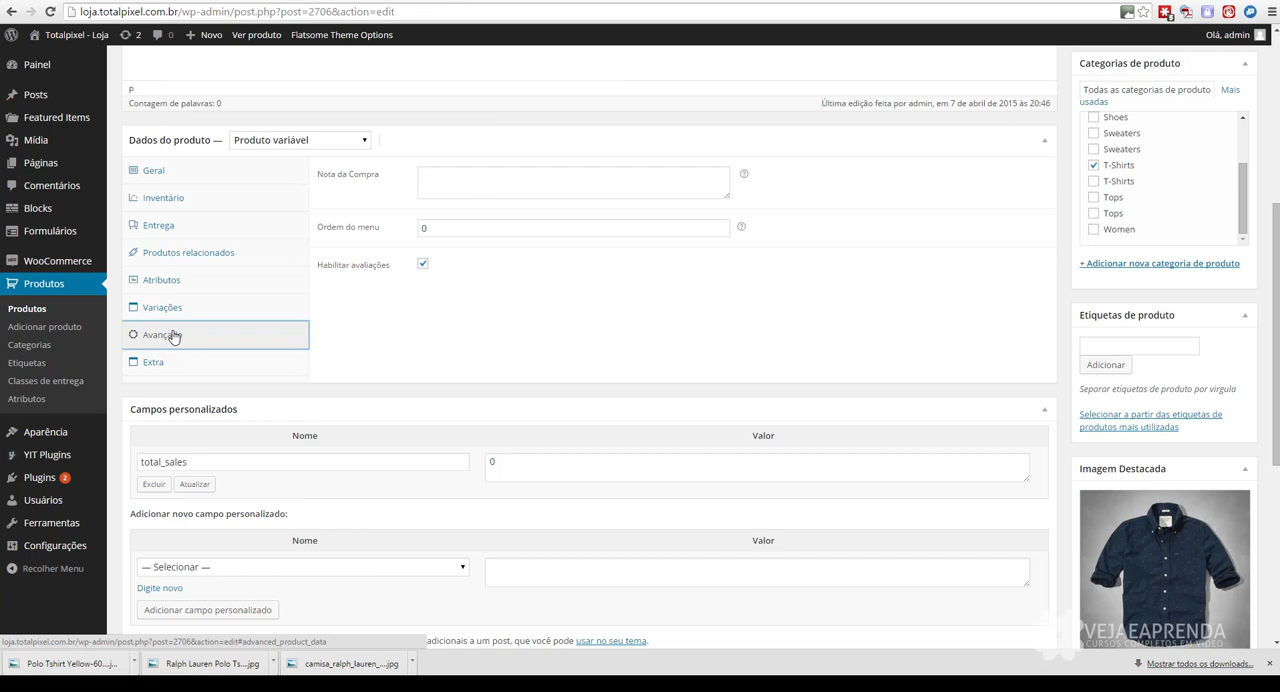 loja.totalpixel.com.br/wp-admin/post.php?post=2706&action=edit
Totalpixel - Loja
2
0
Novo
Ver produto
Flatsome Theme Options
Olá, admin
Painel
Posts
Featured Items
Mídia
Páginas
Comentários
Blocks
Formulários
WooCommerce
Produtos
Produtos
Adicionar produto
Categorias
Etiquetas
Classes de entrega
Atributos
Aparência
YIT Plugins
Plugins 2
Usuários
Ferramentas
Configurações
Recolher Menu
p
Contagem de palavras: 0
Última edição feita por admin, em 7 de abril de 2015 às 20:46
Dados do produto — Produto variável
Geral
Inventário
Entrega
Produtos relacionados
Atributos
Variações
Extra
Nota da Compra
Ordem do menu
0
Habilitar avaliações
Campos personalizados
Nome
Valor
total_sales
0
Excluir
Atualizar
Adicionar novo campo personalizado:
Nome
Valor
— Selecionar —
Digite novo
Adicionar campo personalizado
adicionais a um post, que você pode usar no seu tema.
Categorias de produto
Todas as categorias de produto
Mais
usadas
Shoes
Sweaters
Sweaters
T-Shirts
T-Shirts
Tops
Tops
Women
+ Adicionar nova categoria de produto
Etiquetas de produto
Adicionar
Separar etiquetas de produto por virgula
Selecionar a partir das etiquetas de
produtos mais utilizadas
Imagem Destacada
VEJAEAPRENDA
CURSOS COMPLETOS EM VÍDEO
loja.totalpixel.com.br/wp-admin/post.php?post=2706&action=edit#advanced_product_data
Polo Tshirt Yellow-60....j...
Ralph Lauren Polo Ts...jpg
camisa_ralph_lauren_...jpg
Mostrar todos os downloads...